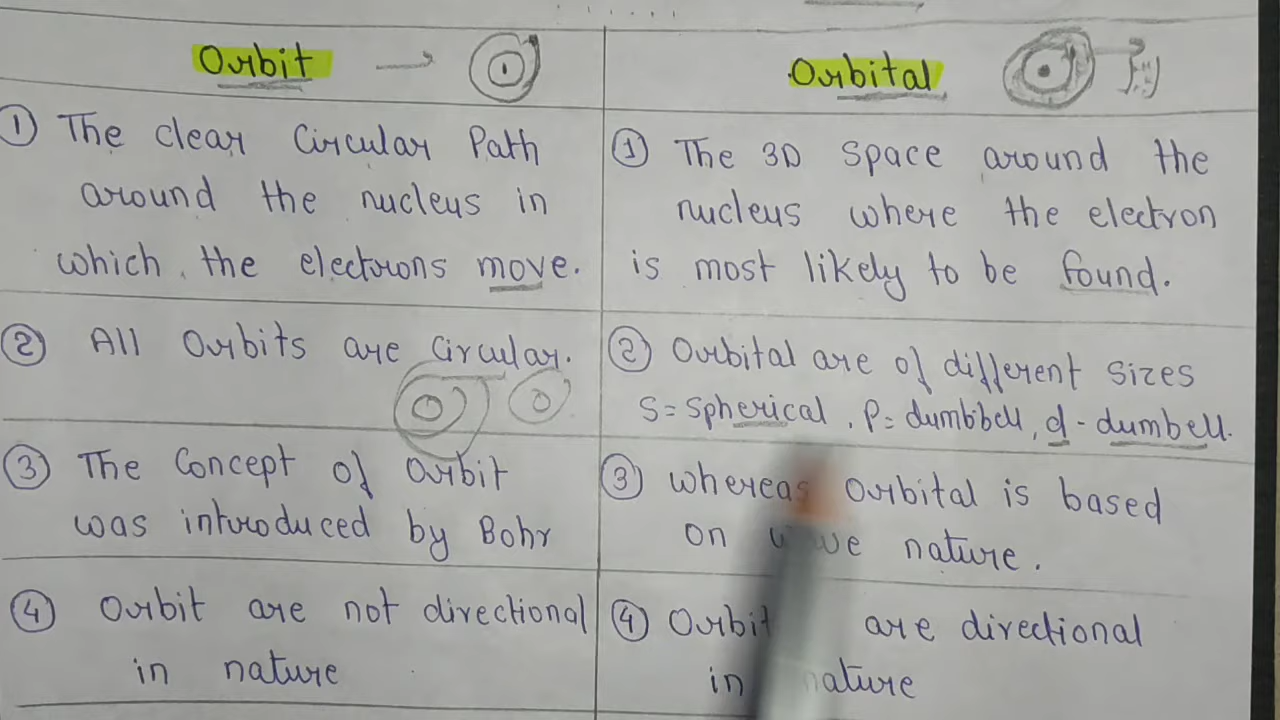 Orbit
Orbital
① The clear Circular Path
around the nucleus in
which the electrons move.
① The 3D space around the
nucleus where the electron
is most likely to be found.
② All Orbits are circular.
② Orbital are of different sizes
S = Spherical, P = dumbbell, d - dumbell.
③ The Concept of Orbit
was introduced by Bohr
③ whereas Orbital is based
on nature.
④ Orbit are not directional
in nature
④ are directional
in nature